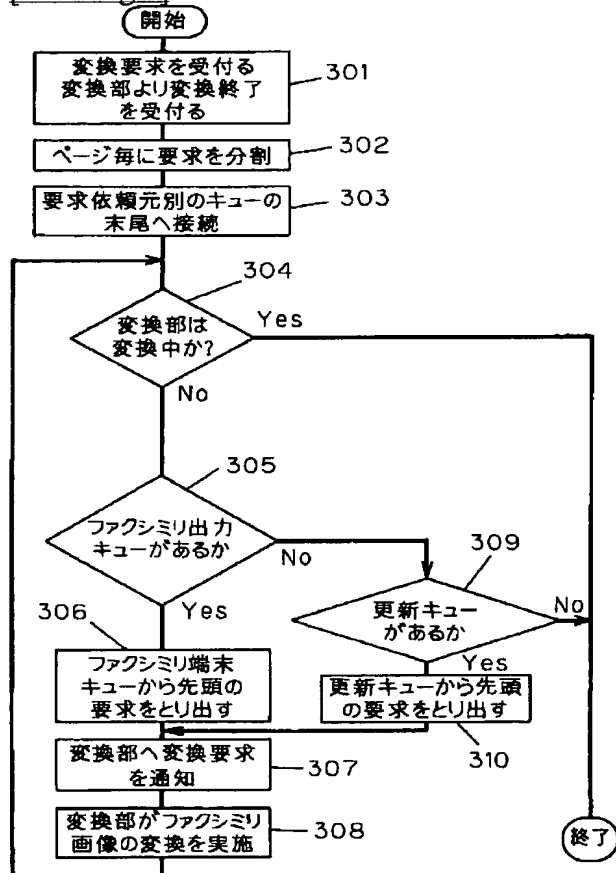 開始
変換要求を受付る
変換部より変換終了
を受付る
301
ページ毎に要求を分割
302
要求依頼元別のキューの
末尾へ接続
303
304
変換部は
変換中か?
Yes
No
305
ファクシミリ出力
キューがあるか
No
Yes
309
更新キュー
があるか
No
Yes
306
ファクシミリ端末
キューから先頭の
要求をとり出す
更新キューから先頭
の要求をとり出す
310
変換部へ変換要求
を通知
307
変換部がファクシミリ
画像の変換を実施
308
終了